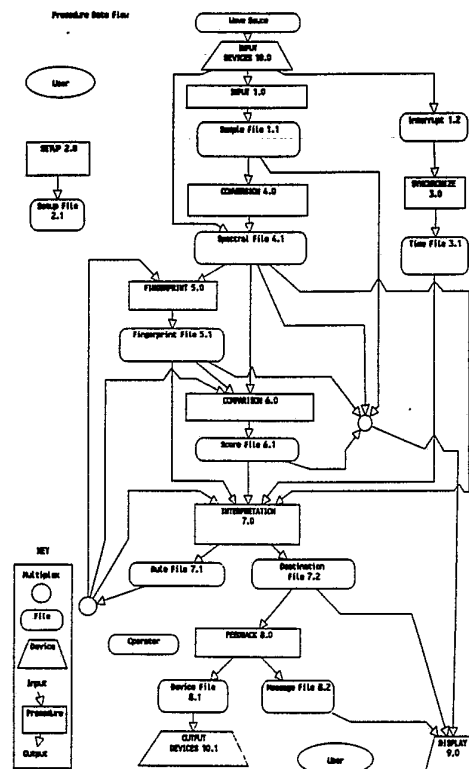 Procedure Data Flow
Wave Source
INPUT
DEVICES 10.0
User
INPUT 1.0
Sample File 1.1
Interrupt 1.2
SETUP 2.0
CONVERSION 4.0
SYNCHRONIZE
3.0
Setup File
2.1
Spectral File 4.1
Time File 3.1
FINGERPRINT 5.0
Fingerprint File 5.1
COMPARISON 6.0
Score File 6.1
INTERPRETATION
7.0
KEY
Rule File 7.1
Destination
File 7.2
Multiplex
File
Operator
FEEDBACK 8.0
Device
Input
Device File
8.1
Message File 8.2
Procedure
Output
OUTPUT
DEVICES 10.1
User
DISPLAY
9.0